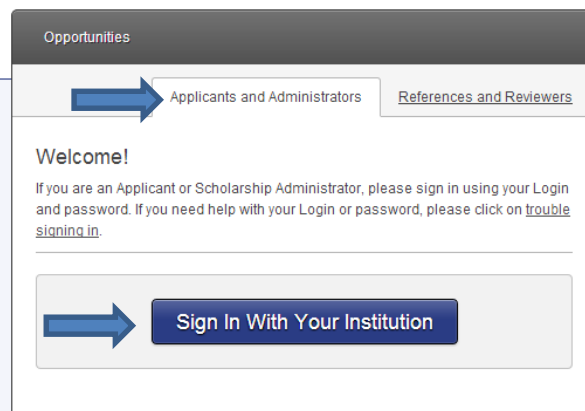 Opportunities
Applicants and Administrators
References and Reviewers
Welcome!
If you are an Applicant or Scholarship Administrator, please sign in using your Login
and password. If you need help with your Login or password, please click on trouble
signing in.
Sign In With Your Institution